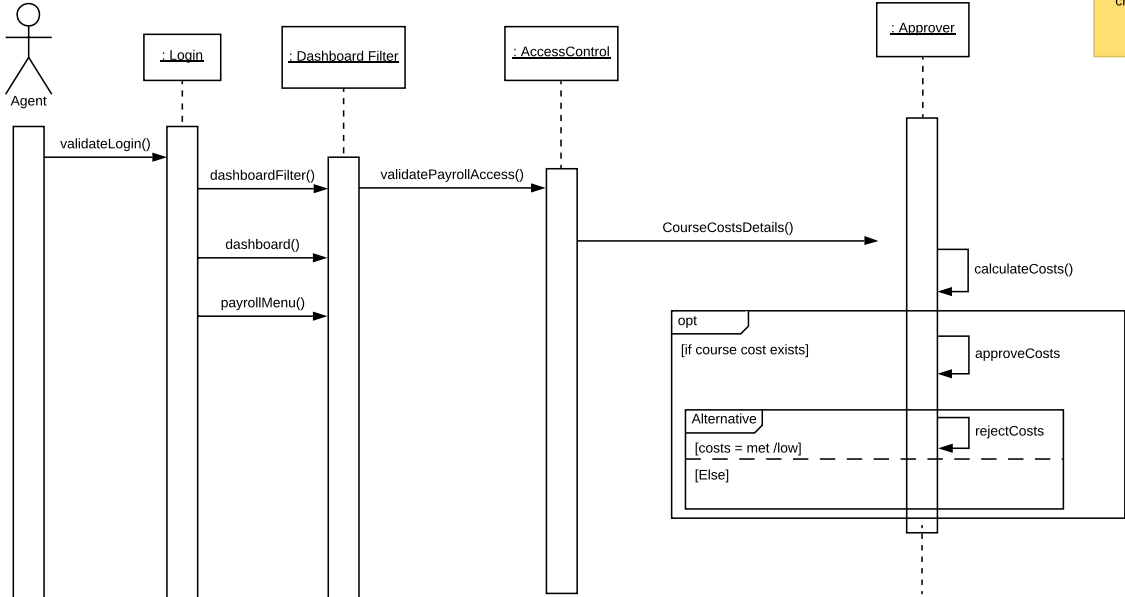 Agent
: Login
: Dashboard Filter
: AccessControl
: Approver
validateLogin()
dashboardFilter()
validatePayrollAccess()
dashboard()
CourseCostsDetails()
payrollMenu()
calculateCosts()
opt
[if course cost exists]
approveCosts
Alternative
rejectCosts
[costs = met /low]
[Else]